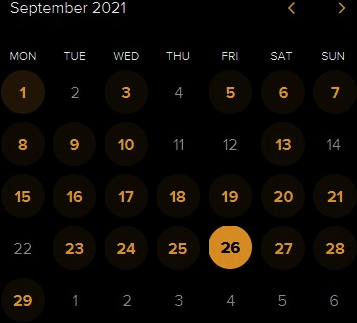 September 2021
MON TUE WED THU FRI SAT SUN
1 2 3 4 5 6 7
8 9 10 11 12 13 14
15 16 17 18 19 20 21
22 23 24 25 26 27 28
29 1 2 3 4 5 6